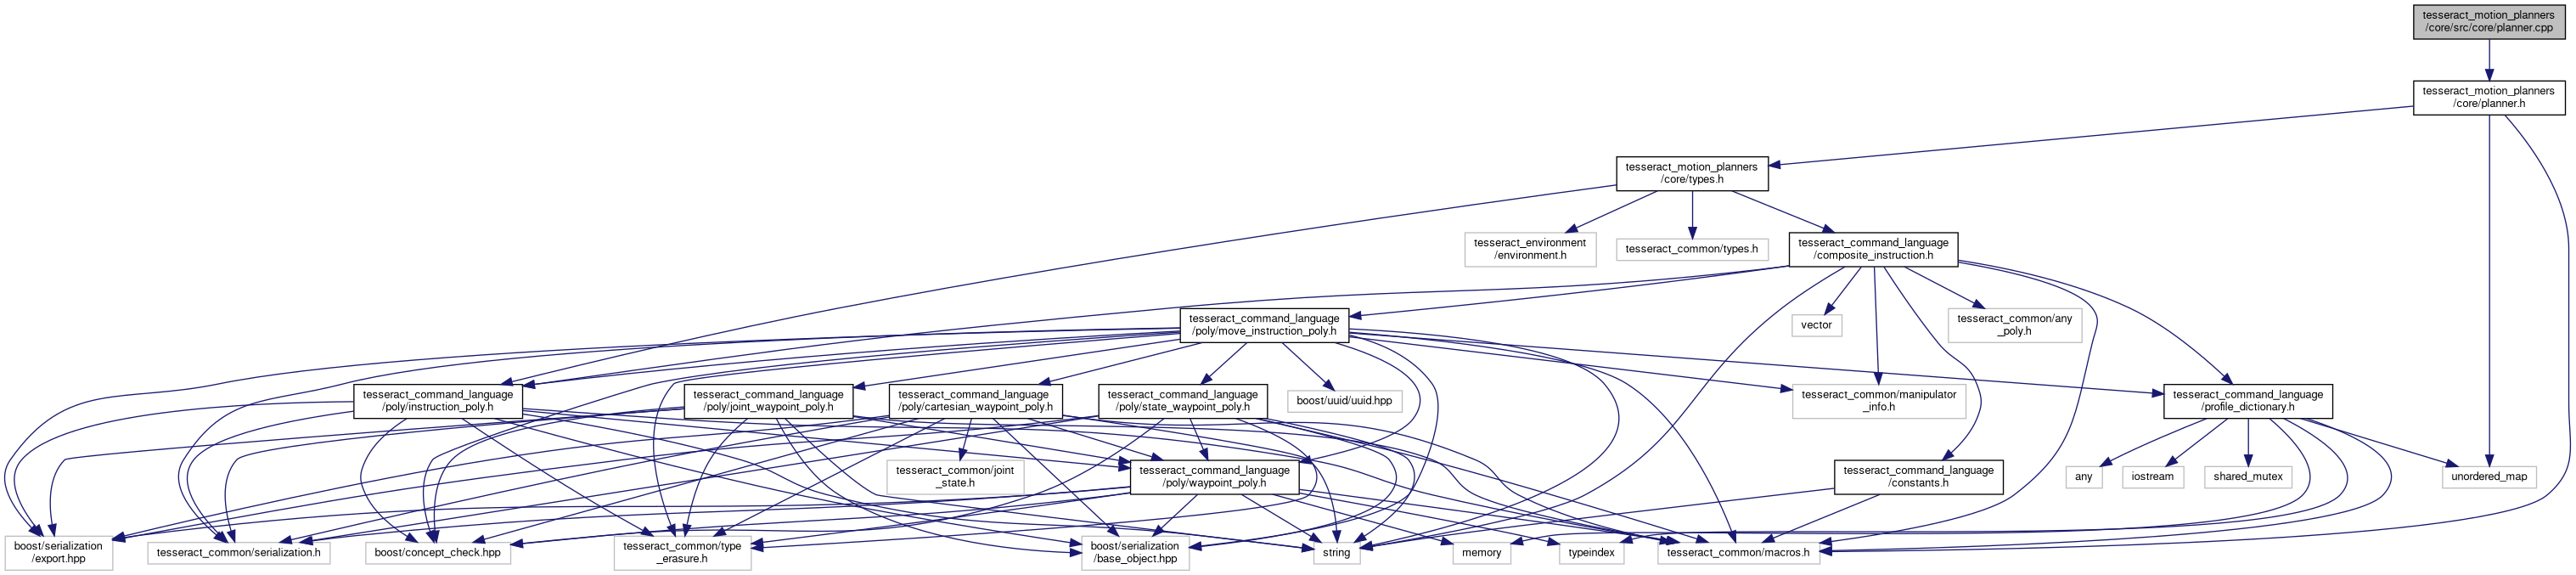 tesseract_motion_planners
/core/src/core/planner.cpp
tesseract_motion_planners
/core/planner.h
tesseract_motion_planners
/core/types.h
tesseract_environment
/environment.h
tesseract_common/types.h
tesseract_command_language
/composite_instruction.h
tesseract_command_language
/poly/move_instruction_poly.h
vector
tesseract_common/any
_poly.h
tesseract_command_language
/poly/instruction_poly.h
tesseract_command_language
/poly/joint_waypoint_poly.h
tesseract_command_language
/poly/cartesian_waypoint_poly.h
tesseract_command_language
/poly/state_waypoint_poly.h
boost/uuid/uuid.hpp
tesseract_common/manipulator
_info.h
tesseract_command_language
/profile_dictionary.h
tesseract_common/joint
_state.h
tesseract_command_language
/poly/waypoint_poly.h
tesseract_command_language
/constants.h
any
iostream
shared_mutex
unordered_map
boost/serialization
/export.hpp
tesseract_common/serialization.h
boost/concept_check.hpp
tesseract_common/type
_erasure.h
boost/serialization
/base_object.hpp
string
memory
typeindex
tesseract_common/macros.h